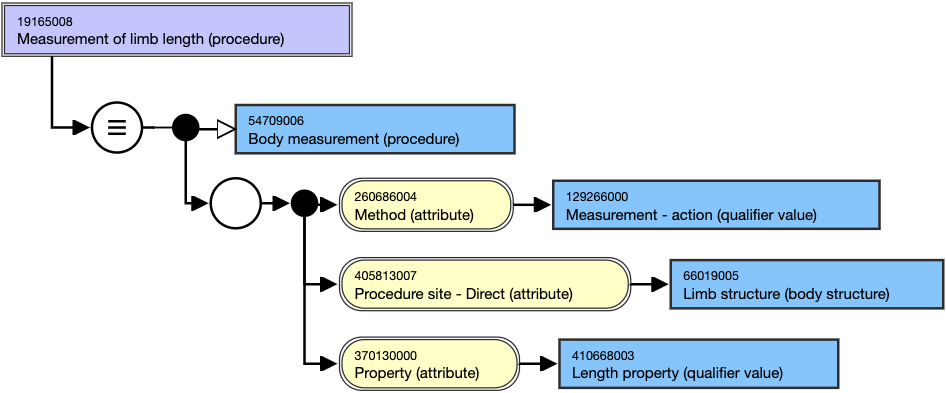 19165008
Measurement of limb length (procedure)
54709006
Body measurement (procedure)
260686004
Method (attribute)
129266000
Measurement - action (qualifier value)
405813007
Procedure site - Direct (attribute)
66019005
Limb structure (body structure)
370130000
Property (attribute)
410668003
Length property (qualifier value)